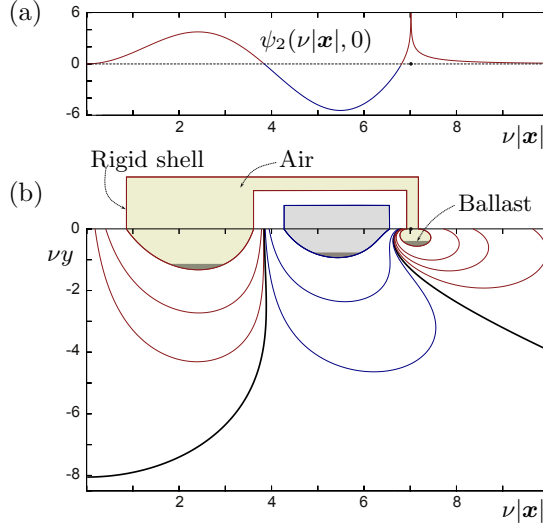 (a)
6
0
-6
ψ₂(ν|𝒙|, 0)
2 4 6 8
ν|𝒙|
Rigid shell
Air
Ballast
(b)
νy
0
-2
-4
-6
-8
2 4 6 8
ν|𝒙|